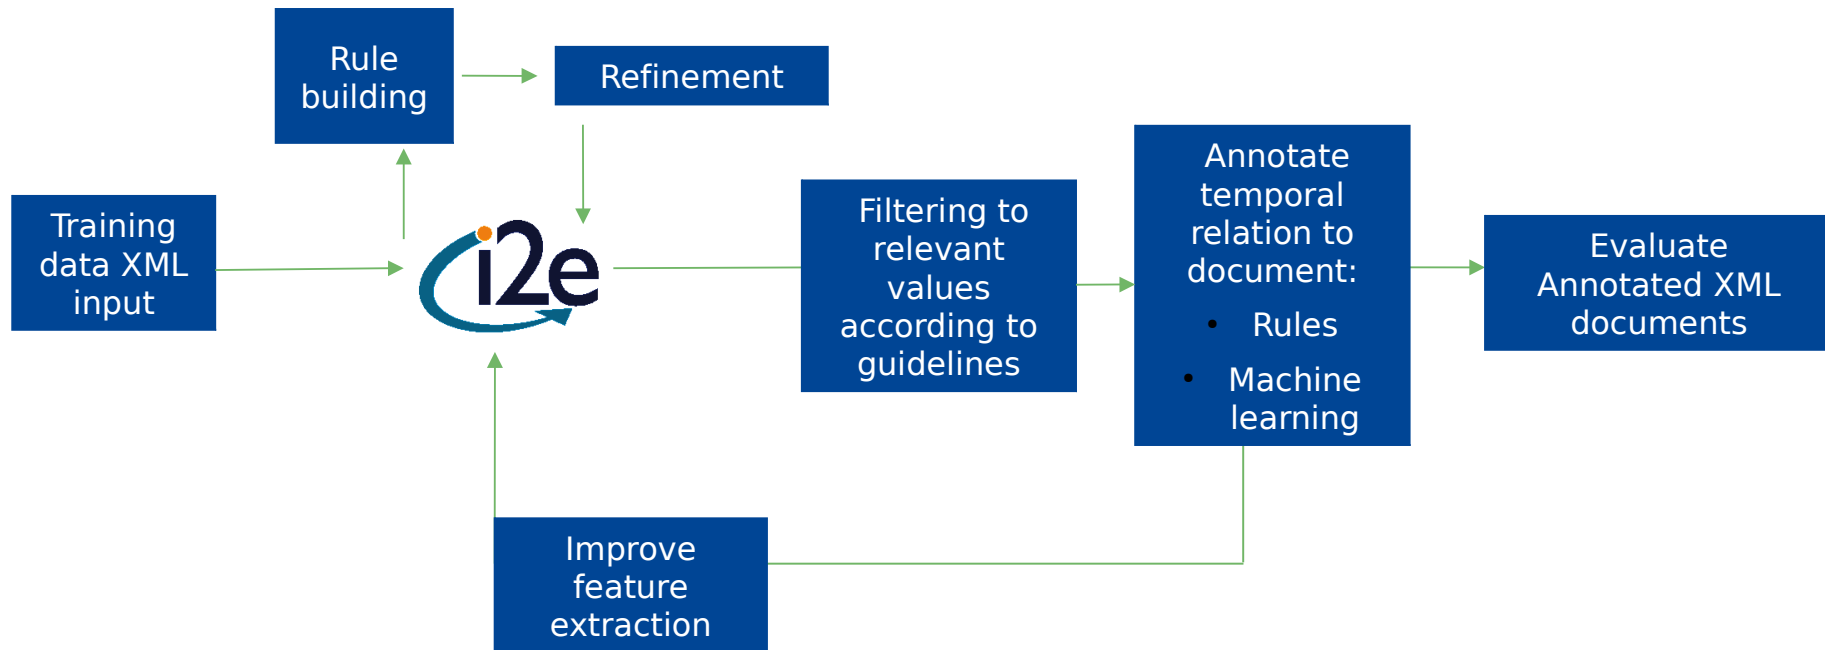 Rule
building
Refinement
Training
data XML
input
i2e
Filtering to
relevant
values
according to
guidelines
Annotate
temporal
relation to
document:
• Rules
• Machine
learning
Evaluate
Annotated XML
documents
Improve
feature
extraction